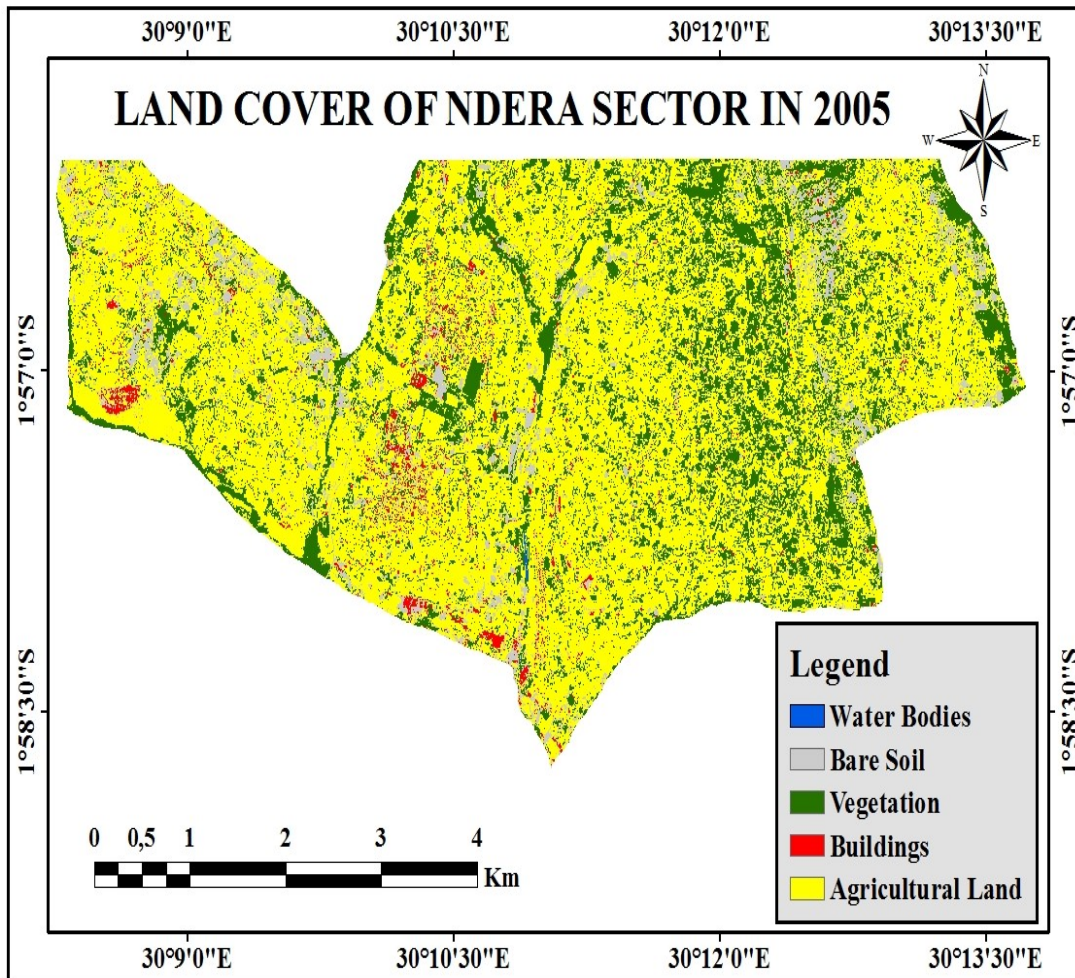 30°9'0"E 30°10'30"E 30°12'0"E 30°13'30"E
LAND COVER OF NDERA SECTOR IN 2005
N
W E
S
1°57'0"S 1°57'0"S
1°58'30"S 1°58'30"S
Legend
Water Bodies
Bare Soil
Vegetation
Buildings
Agricultural Land
0 0,5 1 2 3 4
Km
30°9'0"E 30°10'30"E 30°12'0"E 30°13'30"E